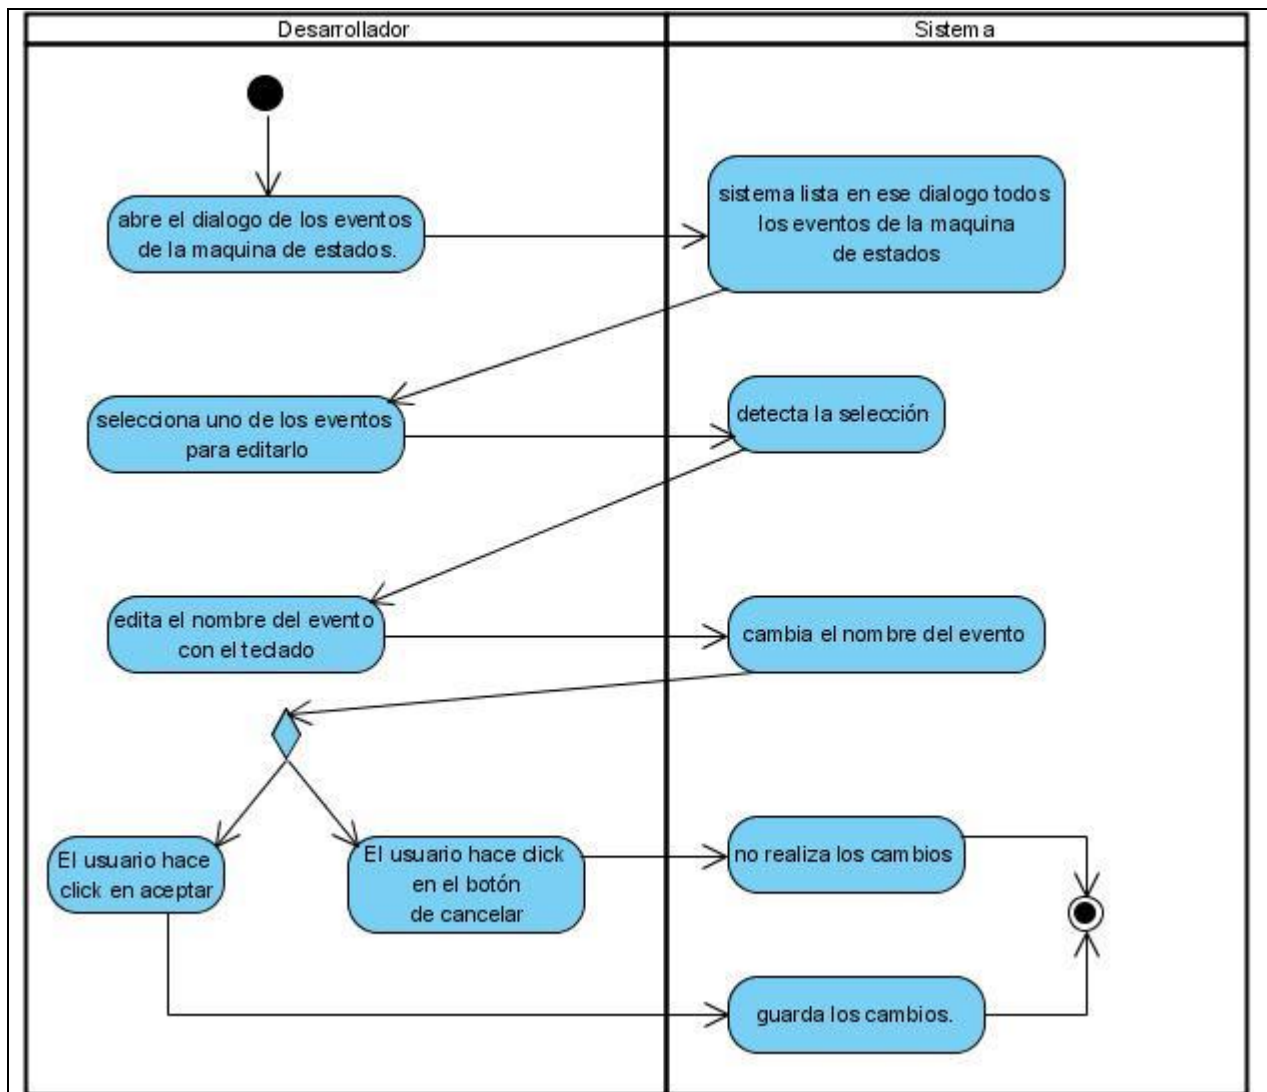 Desarrollador
Sistema
abre el dialogo de los eventos
de la maquina de estados.
sistema lista en ese dialogo todos
los eventos de la maquina
de estados
selecciona uno de los eventos
para editarlo
detecta la selección
edita el nombre del evento
con el teclado
cambia el nombre del evento
El usuario hace
click en aceptar
El usuario hace click
en el botón
de cancelar
no realiza los cambios
guarda los cambios.